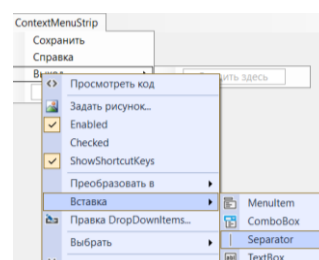 ContextMenuStrip
Сохранить
Справка
здесь
Просмотреть код
Задать рисунок...
Enabled
Checked
ShowShortcutKeys
Преобразовать в
Вставка
MenuItem
Правка DropDownItems...
ComboBox
Выбрать
Separator
TextBox